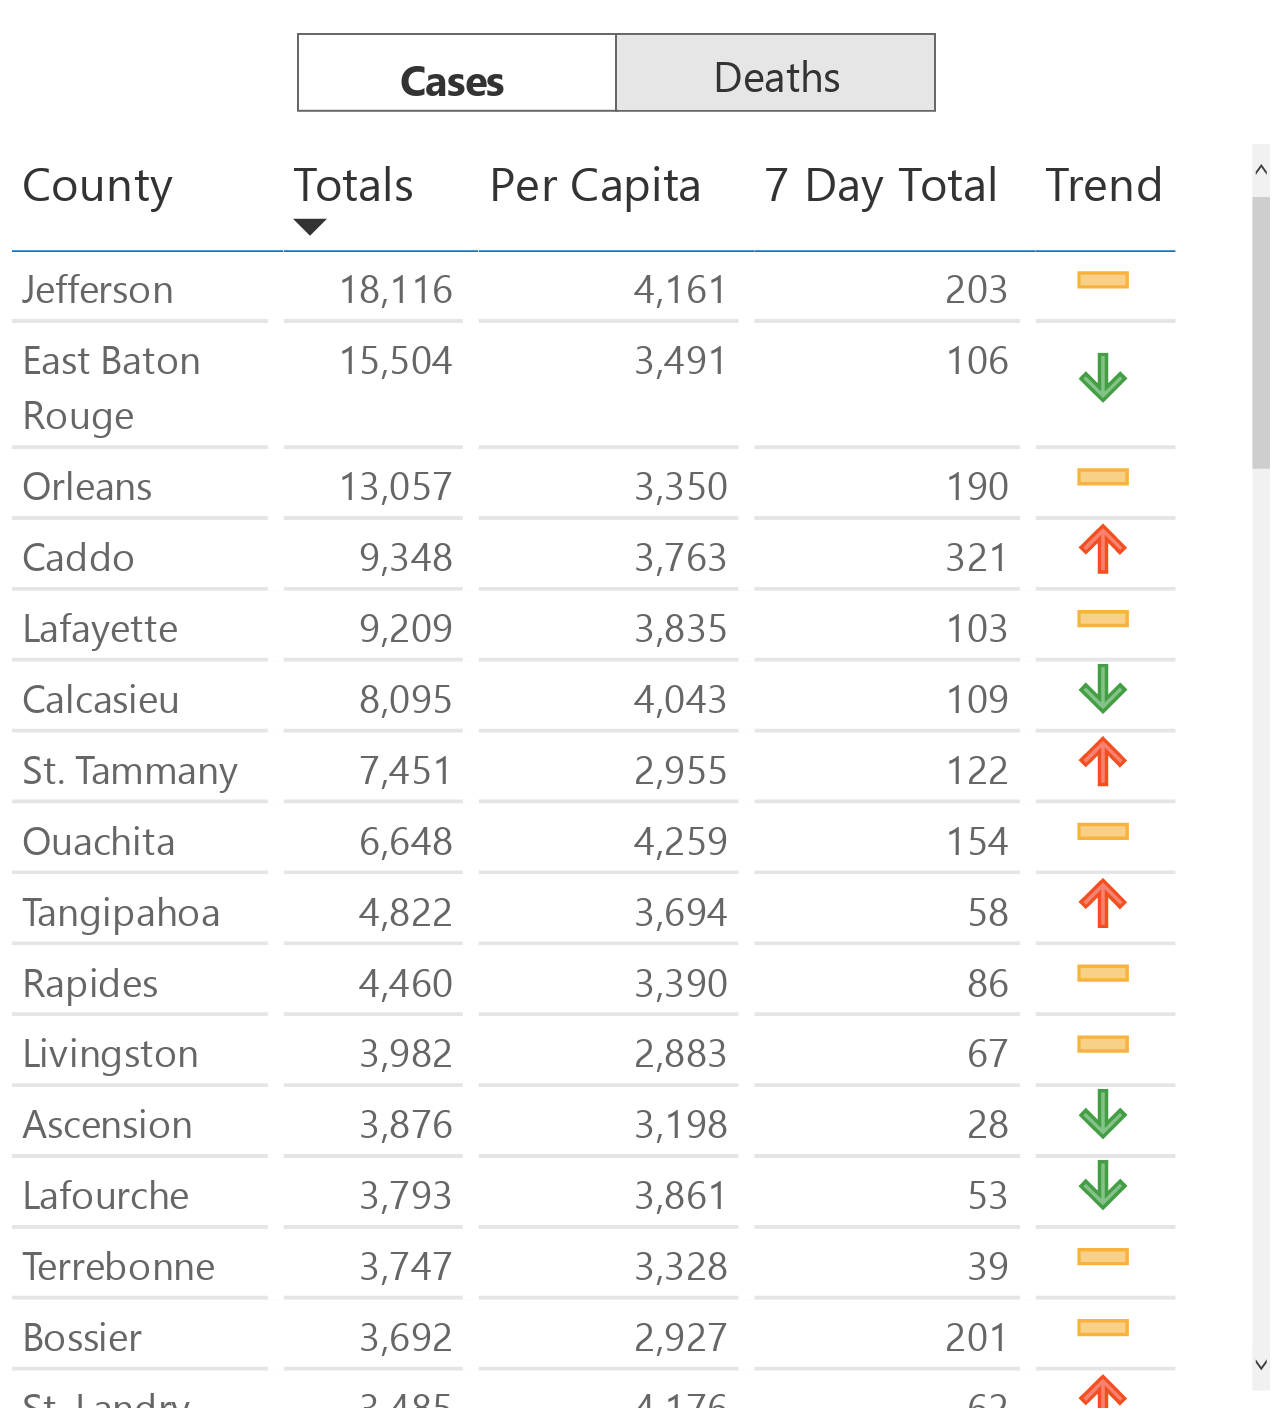 Cases Deaths
County Totals Per Capita 7 Day Total Trend
Jefferson 18,116 4,161 203
East Baton 15,504 3,491 106
Rouge
Orleans 13,057 3,350 190
Caddo 9,348 3,763 321
Lafayette 9,209 3,835 103
Calcasieu 8,095 4,043 109
St. Tammany 7,451 2,955 122
Ouachita 6,648 4,259 154
Tangipahoa 4,822 3,694 58
Rapides 4,460 3,390 86
Livingston 3,982 2,883 67
Ascension 3,876 3,198 28
Lafourche 3,793 3,861 53
Terrebonne 3,747 3,328 39
Bossier 3,692 2,927 201
St. Landry 3,485 4,176 62